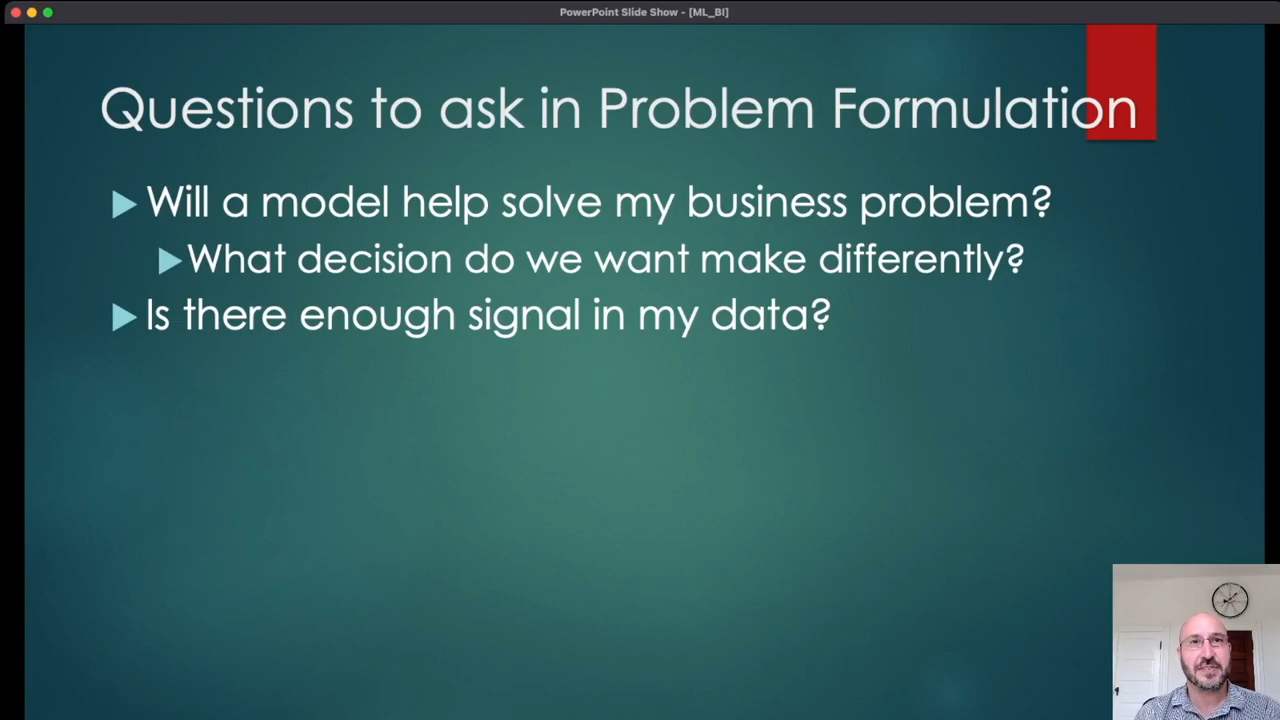 PowerPoint Slide Show - [ML_BI]
Questions to ask in Problem Formulation
Will a model help solve my business problem?
What decision do we want make differently?
Is there enough signal in my data?